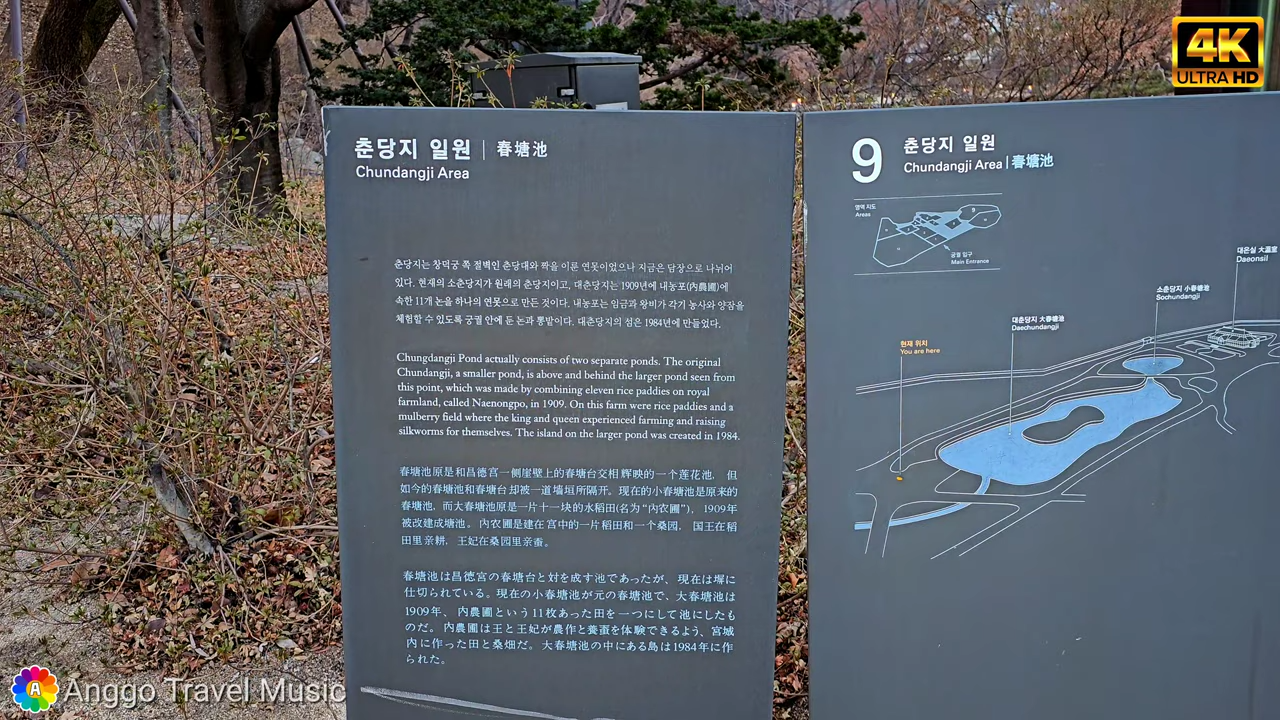 4K
ULTRA HD
춘당지 일원 | 春塘池
Chundangji Area
춘당지는 창덕궁 쪽 절벽인 춘당대와 짝을 이룬 연못이었으나 지금은 담장으로 나뉘어
있다. 현재의 소춘당지가 원래의 춘당지이고, 대춘당지는 1909년에 내농포(內農圃)에
속한 11개 논을 하나의 연못으로 만든 것이다. 내농포는 임금과 왕비가 각기 농사와 양잠을
체험할 수 있도록 궁궐 안에 둔 논과 뽕밭이다. 대춘당지의 섬은 1984년에 만들었다.
Chungdangji Pond actually consists of two separate ponds. The original
Chundangji, a smaller pond, is above and behind the larger pond seen from
this point, which was made by combining eleven rice paddies on royal
farmland, called Naenongpo, in 1909. On this farm were rice paddies and a
mulberry field where the king and queen experienced farming and raising
silkworms for themselves. The island on the larger pond was created in 1984.
春塘池原是和昌德宫一侧崖壁上的春塘台交相辉映的一个莲花池，但
如今的春塘池和春塘台却被一道墙垣所隔开。现在的小春塘池是原来的
春塘池，而大春塘池原是一片十一块的水稻田(名为“内农圃”)，1909年
被改建成塘池。内农圃是建在宫中的一片稻田和一个桑园，国王在稻
田里亲耕，王妃在桑园里亲蚕。
春塘池は昌徳宮の春塘台と対を成す池であったが、現在は塀に
仕切られている。現在の小春塘池が元の春塘池で、大春塘池は
1909年、内農圃という11枚あった田を一つにして池にしたも
のだ。内農圃は王と王妃が農作と養蚕を体験できるよう、宮城
内に作った田と桑畑だ。大春塘池の中にある島は1984年に作
られた。
9
춘당지 일원
Chundangji Area | 春塘池
영역 지도
Areas
9
궁궐 입구
Main Entrance
대온실 大溫室
Daeonsil
소춘당지 小春塘池
Sochundangji
대춘당지 大春塘池
Daechundangji
현재 위치
You are here
A
Anggo Travel Music